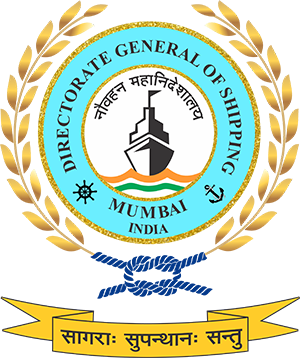 DIRECTORATE GENERAL OF SHIPPING
नौवहन महानिदेशालय
MUMBAI
INDIA
सागराः सुपन्थानः सन्तु